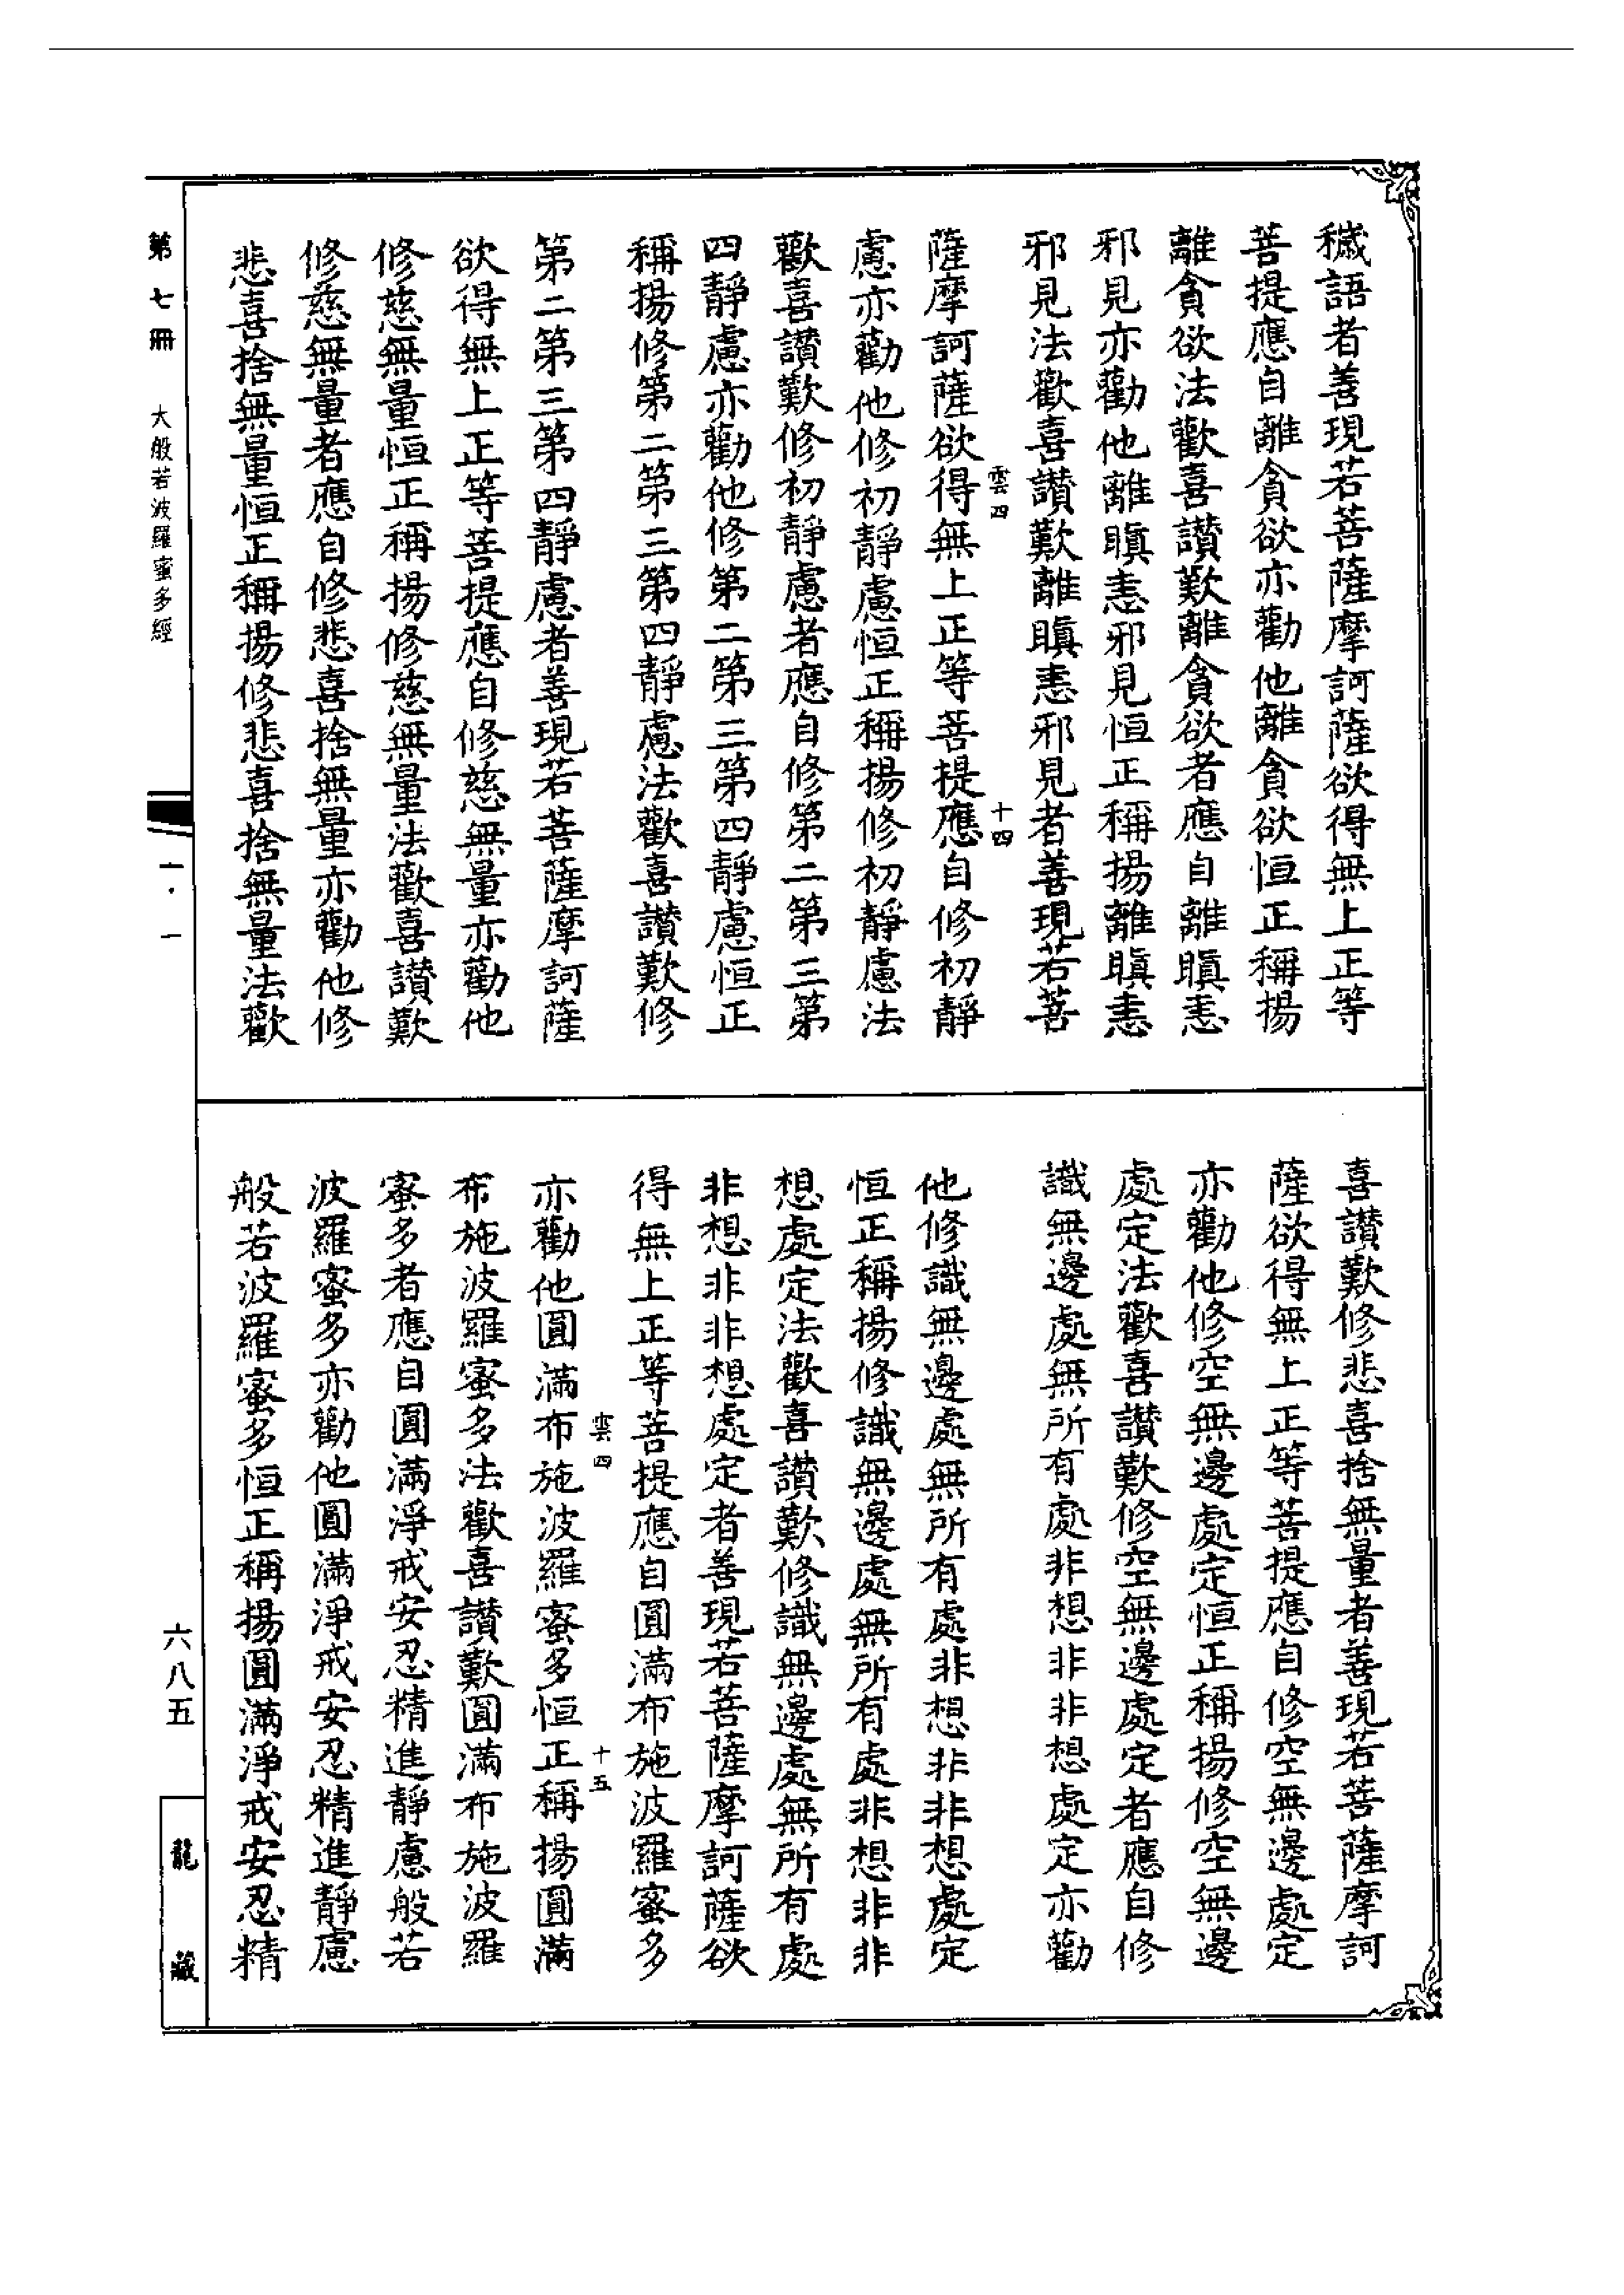 穢語者善現若菩薩摩訶薩欲得無上正等
菩提應自離貪欲亦勸他離貪欲恒正稱揚
離貪欲法歡喜讃歎離貪欲者應自離瞋恚
邪見亦勸他離瞋恚邪見恒正稱揚離瞋恚
邪見法歡喜讃歎離瞋恚邪見者善現若菩
雲四
十四
薩摩訶薩欲得無上正等菩提應自修初靜
慮亦勸他修初靜慮恒正稱揚修初靜慮法
歡喜讃歎修初靜慮者應自修第二第三第
四靜慮亦勸他修第二第三第四靜慮恒正
稱揚修第二第三第四靜慮法歡喜讃歎修
第二第三第四靜慮者善現若菩薩摩訶薩
欲得無上正等菩提應自修慈無量亦勸他
修慈無量恒正稱揚修慈無量法歡喜讃歎
修慈無量者應自修悲喜捨無量亦勸他修
悲喜捨無量恒正稱揚修悲喜捨無量法歡
喜讃歎修悲喜捨無量者善現若菩薩摩訶
薩欲得無上正等菩提應自修空無邊處定
亦勸他修空無邊處定恒正稱揚修空無邊
處定法歡喜讃歎修空無邊處定者應自修
識無邊處無所有處非想非非想處定亦勸
他修識無邊處無所有處非想非非想處定
恒正稱揚修識無邊處無所有處非想非非
想處定法歡喜讃歎修識無邊處無所有處
非想非非想處定者善現若菩薩摩訶薩欲
得無上正等菩提應自圓滿布施波羅蜜多
雲四
十五
亦勸他圓滿布施波羅蜜多恒正稱揚圓滿
布施波羅蜜多法歡喜讃歎圓滿布施波羅
蜜多者應自圓滿淨戒安忍精進靜慮般若
波羅蜜多亦勸他圓滿淨戒安忍精進靜慮
般若波羅蜜多恒正稱揚圓滿淨戒安忍精
第七冊 大般若波羅蜜多經
一・一
六八五
龍藏